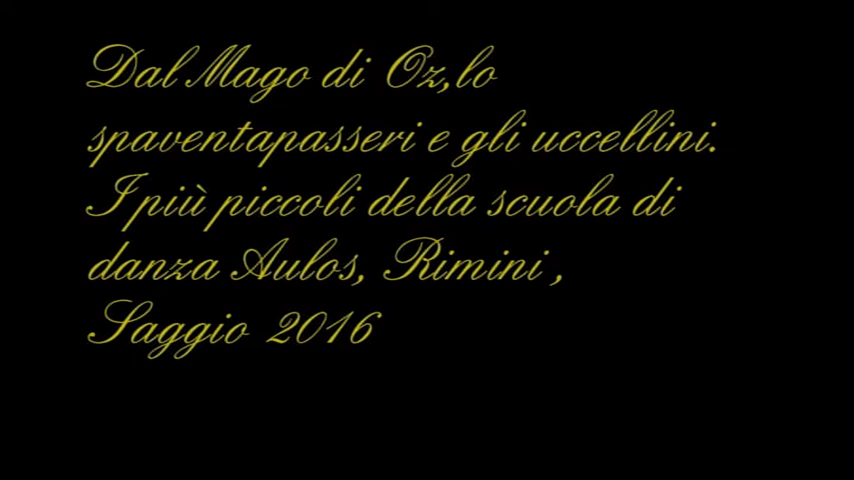 Dal Mago di Oz,lo
spaventapasseri e gli uccellini.
I più piccoli della scuola di
danza Aulos, Rimini ,
Saggio 2016